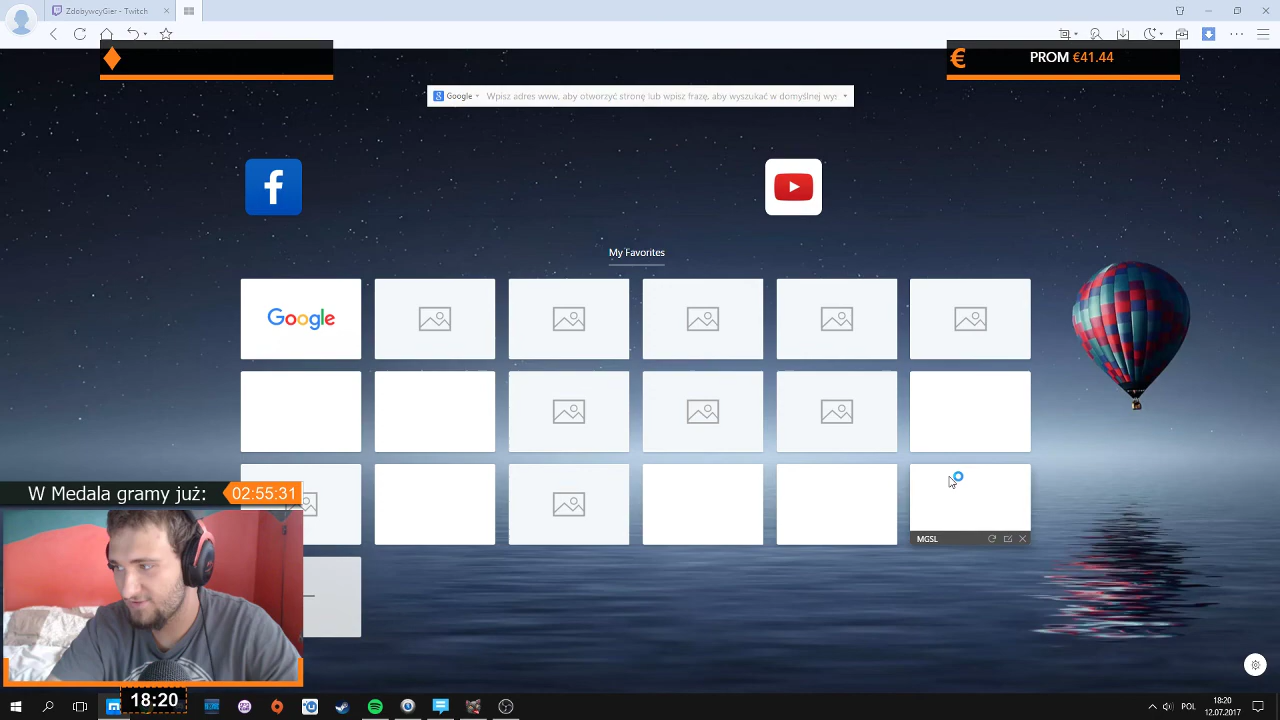 ZdobywcyGier - Twitch
PROM €41.44
Google
Wpisz adres www, aby otworzyć stronę lub wpisz frazę, aby wyszukać w domyślnej wys
My Favorites
Google
W Medala gramy już: 02:55:31
MGSL
18:20
POL
18:20
12.07.2017